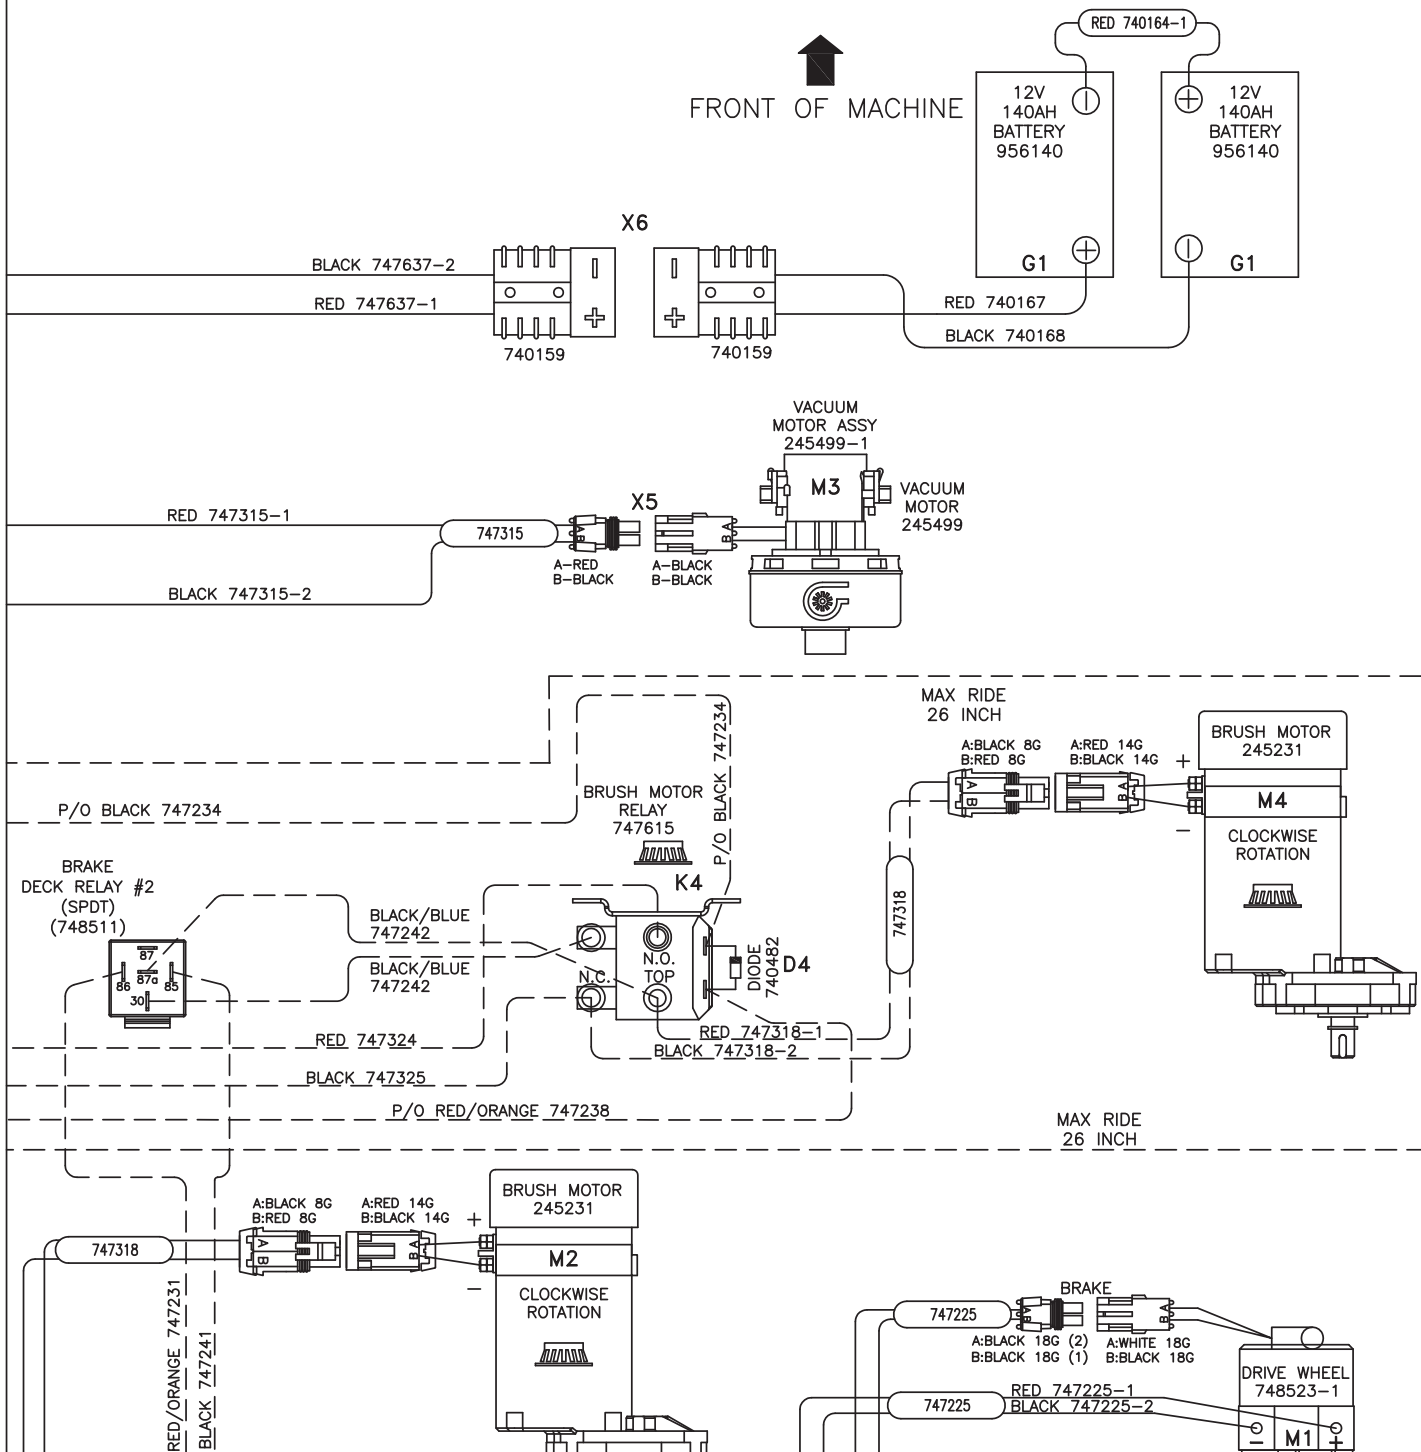 RED 740164-1
FRONT OF MACHINE
12V
140AH
BATTERY
956140
G1
12V
140AH
BATTERY
956140
G1
X6
BLACK 747637-2
RED 747637-1
740159
740159
RED 740167
BLACK 740168
VACUUM
MOTOR ASSY
245499-1
M3
VACUUM
MOTOR
245499
X5
RED 747315-1
747315
BLACK 747315-2
A
B
A-RED
B-BLACK
A
B
A-BLACK
B-BLACK
MAX RIDE
26 INCH
P/O BLACK 747234
P/O BLACK 747234
BRUSH MOTOR
RELAY
747615
K4
A:BLACK 8G
B:RED 8G
A:RED 14G
B:BLACK 14G
A
B
A
B
+
-
BRUSH MOTOR
245231
M4
CLOCKWISE
ROTATION
747318
BRAKE
DECK RELAY #2
(SPDT)
(748511)
87
86
87a
85
30
BLACK/BLUE
747242
BLACK/BLUE
747242
N.O.
TOP
N.C.
DIODE
740482
D4
RED 747324
RED 747318-1
BLACK 747318-2
BLACK 747325
P/O RED/ORANGE 747238
MAX RIDE
26 INCH
A:BLACK 8G
B:RED 8G
A:RED 14G
B:BLACK 14G
747318
A
B
A
B
+
-
BRUSH MOTOR
245231
M2
CLOCKWISE
ROTATION
RED/ORANGE 747231
BLACK 747241
BRAKE
747225
A
B
A
B
A:BLACK 18G (2)
B:BLACK 18G (1)
A:WHITE 18G
B:BLACK 18G
747225
RED 747225-1
BLACK 747225-2
DRIVE WHEEL
748523-1
-
M1
+